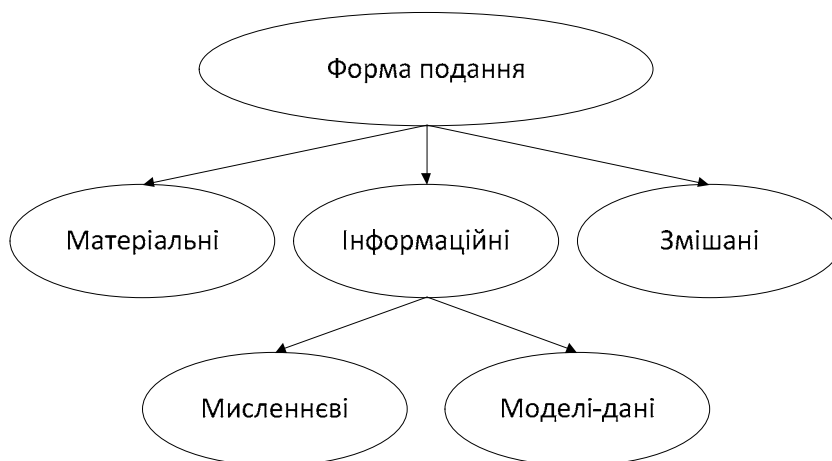 Форма подання
Матеріальні
Інформаційні
Змішані
Мисленнєві
Моделі-дані